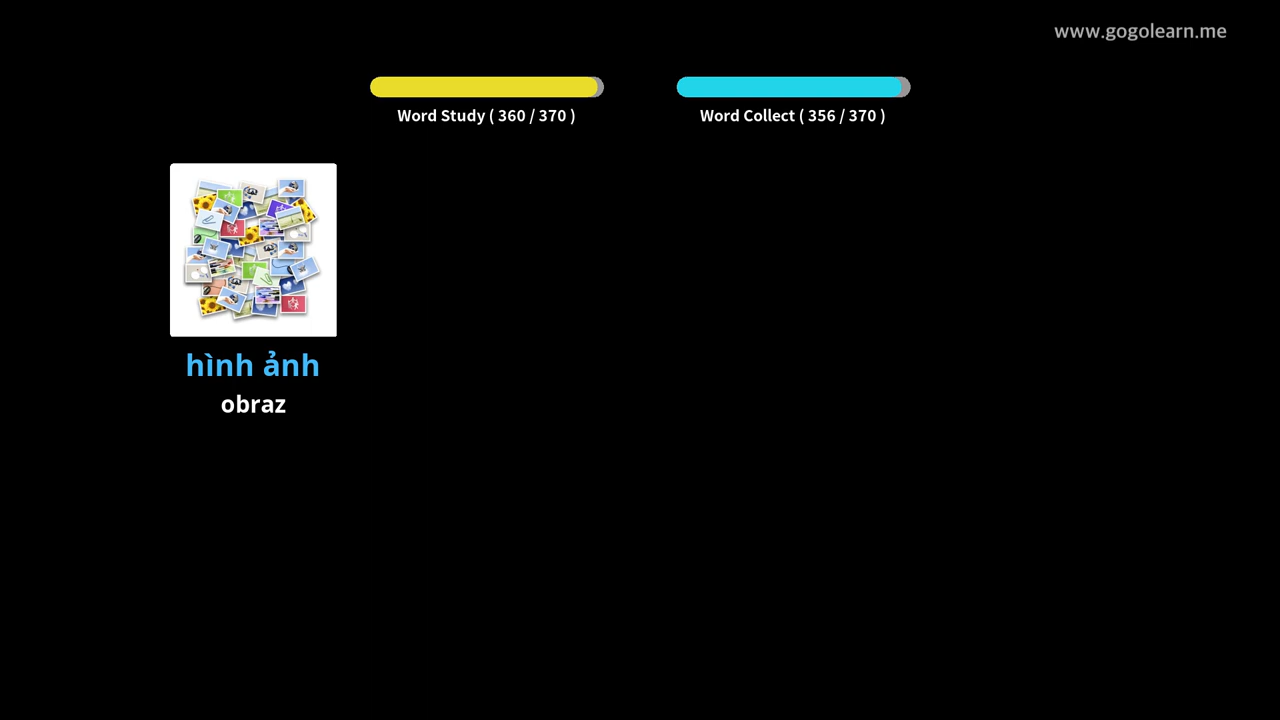 www.gogolearn.me
Word Study ( 360 / 370 )
Word Collect ( 356 / 370 )
hình ảnh
obraz